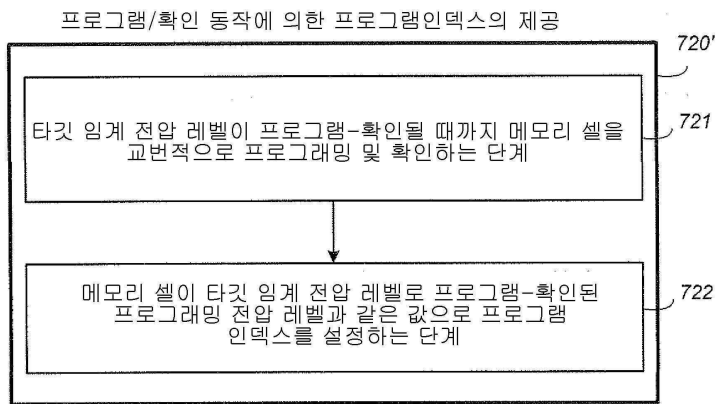 프로그램/확인 동작에 의한 프로그램인덱스의 제공
720'
타깃 임계 전압 레벨이 프로그램-확인될 때까지 메모리 셀을
교번적으로 프로그래밍 및 확인하는 단계
721
메모리 셀이 타깃 임계 전압 레벨로 프로그램-확인된
프로그래밍 전압 레벨과 같은 값으로 프로그램
인덱스를 설정하는 단계
722